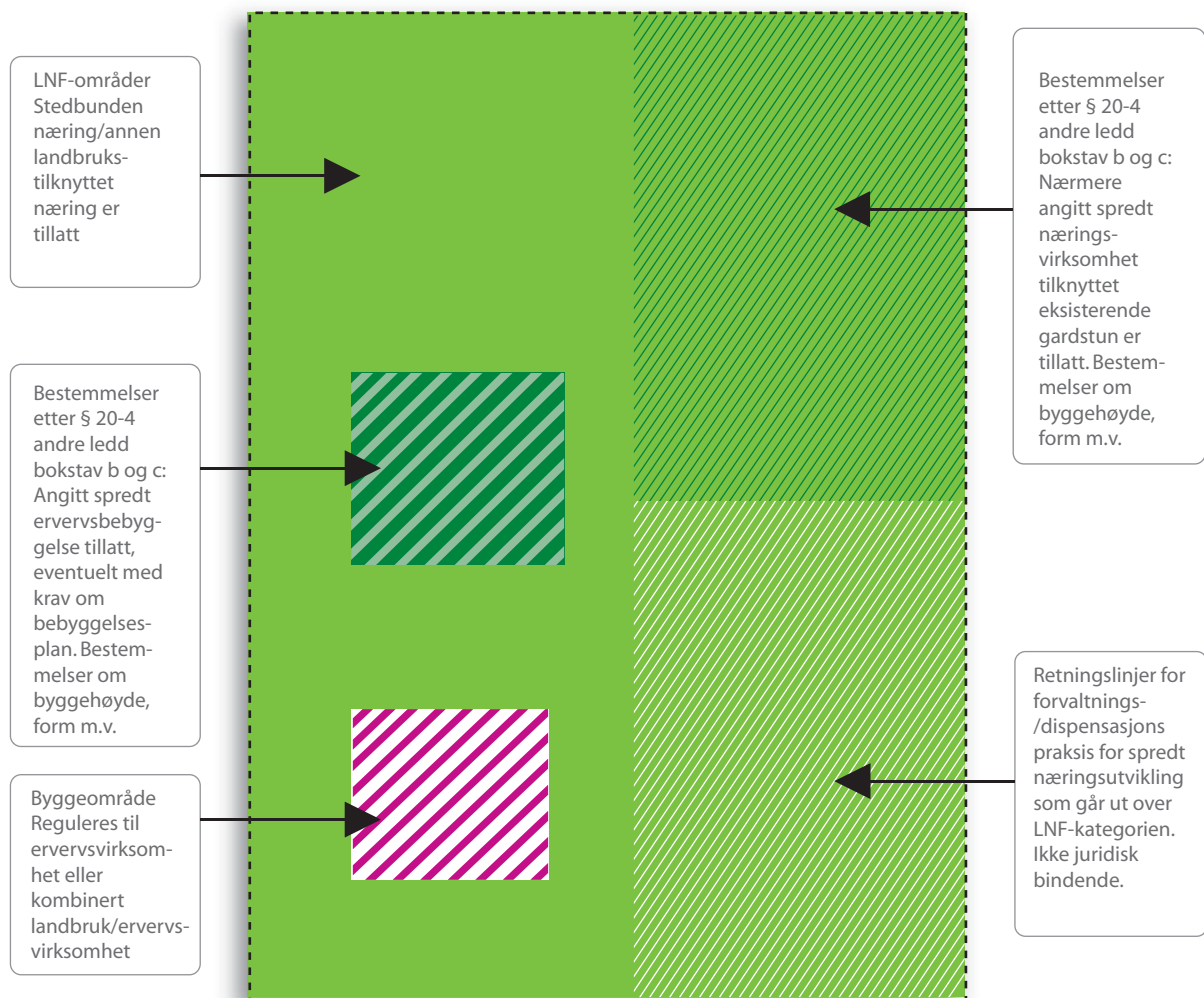 LNF-områder
Stedbunden
næring/annen
landbruks-
tilknyttet
næring er
tillatt
Bestemmelser
etter § 20-4
andre ledd
bokstav b og c:
Angitt spredt
ervervsbebyg-
gelse tillatt,
eventuelt med
krav om
bebyggelses-
plan. Bestem-
melser om
byggehøyde,
form m.v.
Byggeområde
Reguleres til
ervervsvirksom-
het eller
kombinert
landbruk/ervervs-
virksomhet
Bestemmelser
etter § 20-4
andre ledd
bokstav b og c:
Nærmere
angitt spredt
nærings-
virksomhet
tilknyttet
eksisterende
gardstun er
tillatt. Bestem-
melser om
byggehøyde,
form m.v.
Retningslinjer for
forvaltnings-
/dispensasjons
praksis for spredt
næringsutvikling
som går ut over
LNF-kategorien.
Ikke juridisk
bindende.